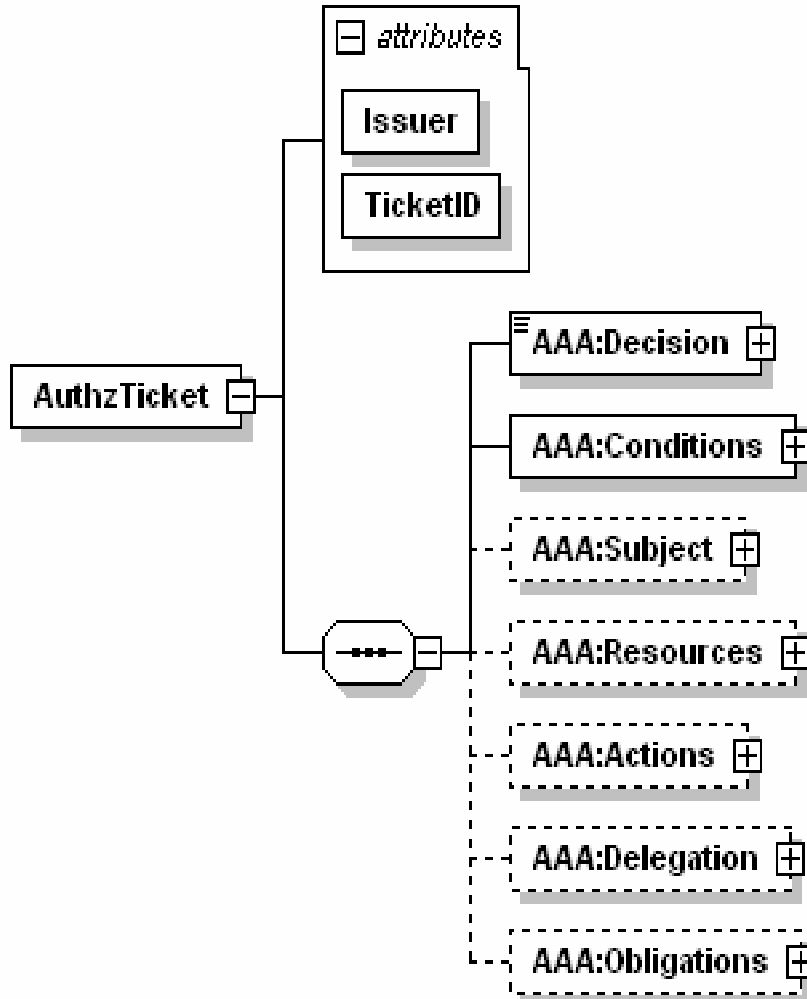 attributes
Issuer
TicketID
AAA:Decision
AuthzTicket
AAA:Conditions
AAA:Subject
AAA:Resources
AAA:Actions
AAA:Delegation
AAA:Obligations